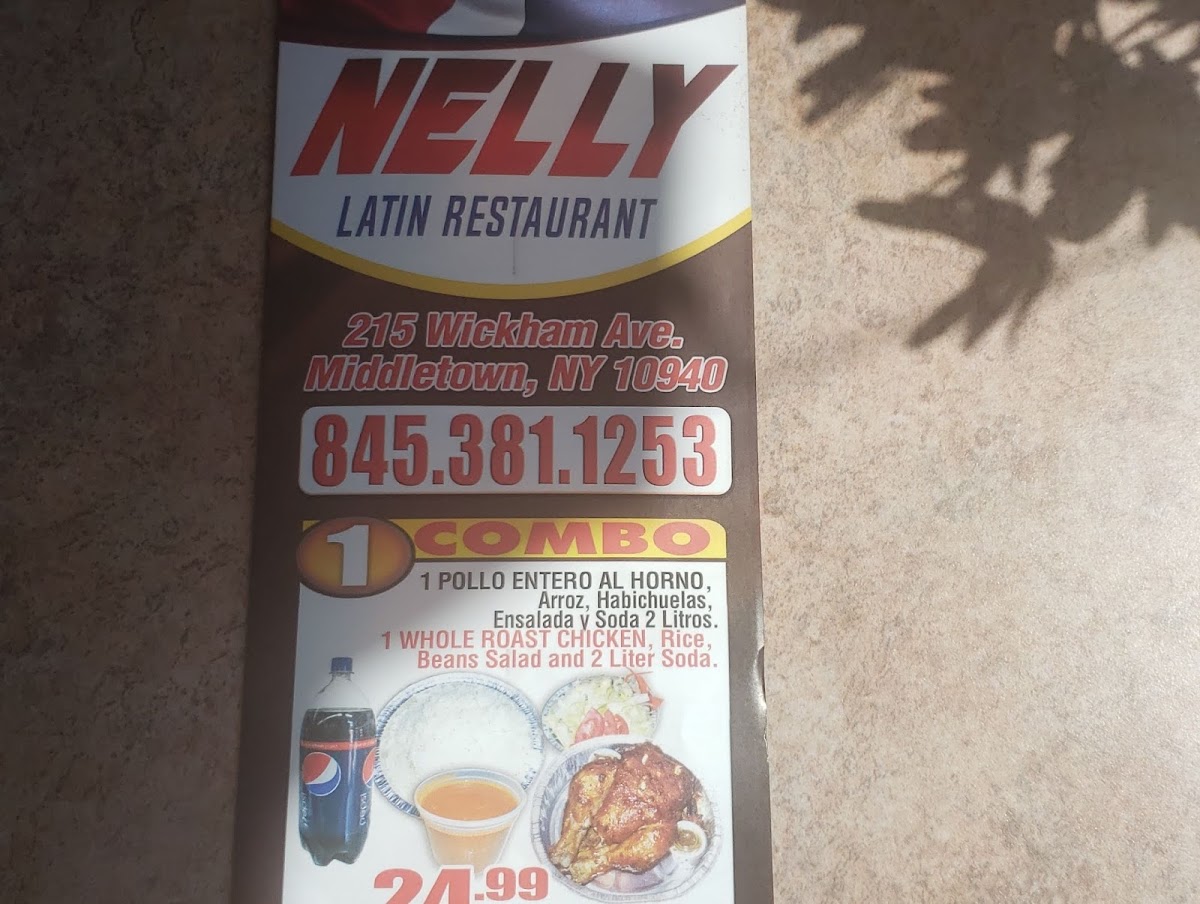 NELLY
LATIN RESTAURANT
215 Wickham Ave.
Middletown, NY 10940
845.381.1253
1 COMBO
1 POLLO ENTERO AL HORNO,
Arroz, Habichuelas,
Ensalada y Soda 2 Litros.
1 WHOLE ROAST CHICKEN, Rice,
Beans Salad and 2 Liter Soda.
pepsi
24.99